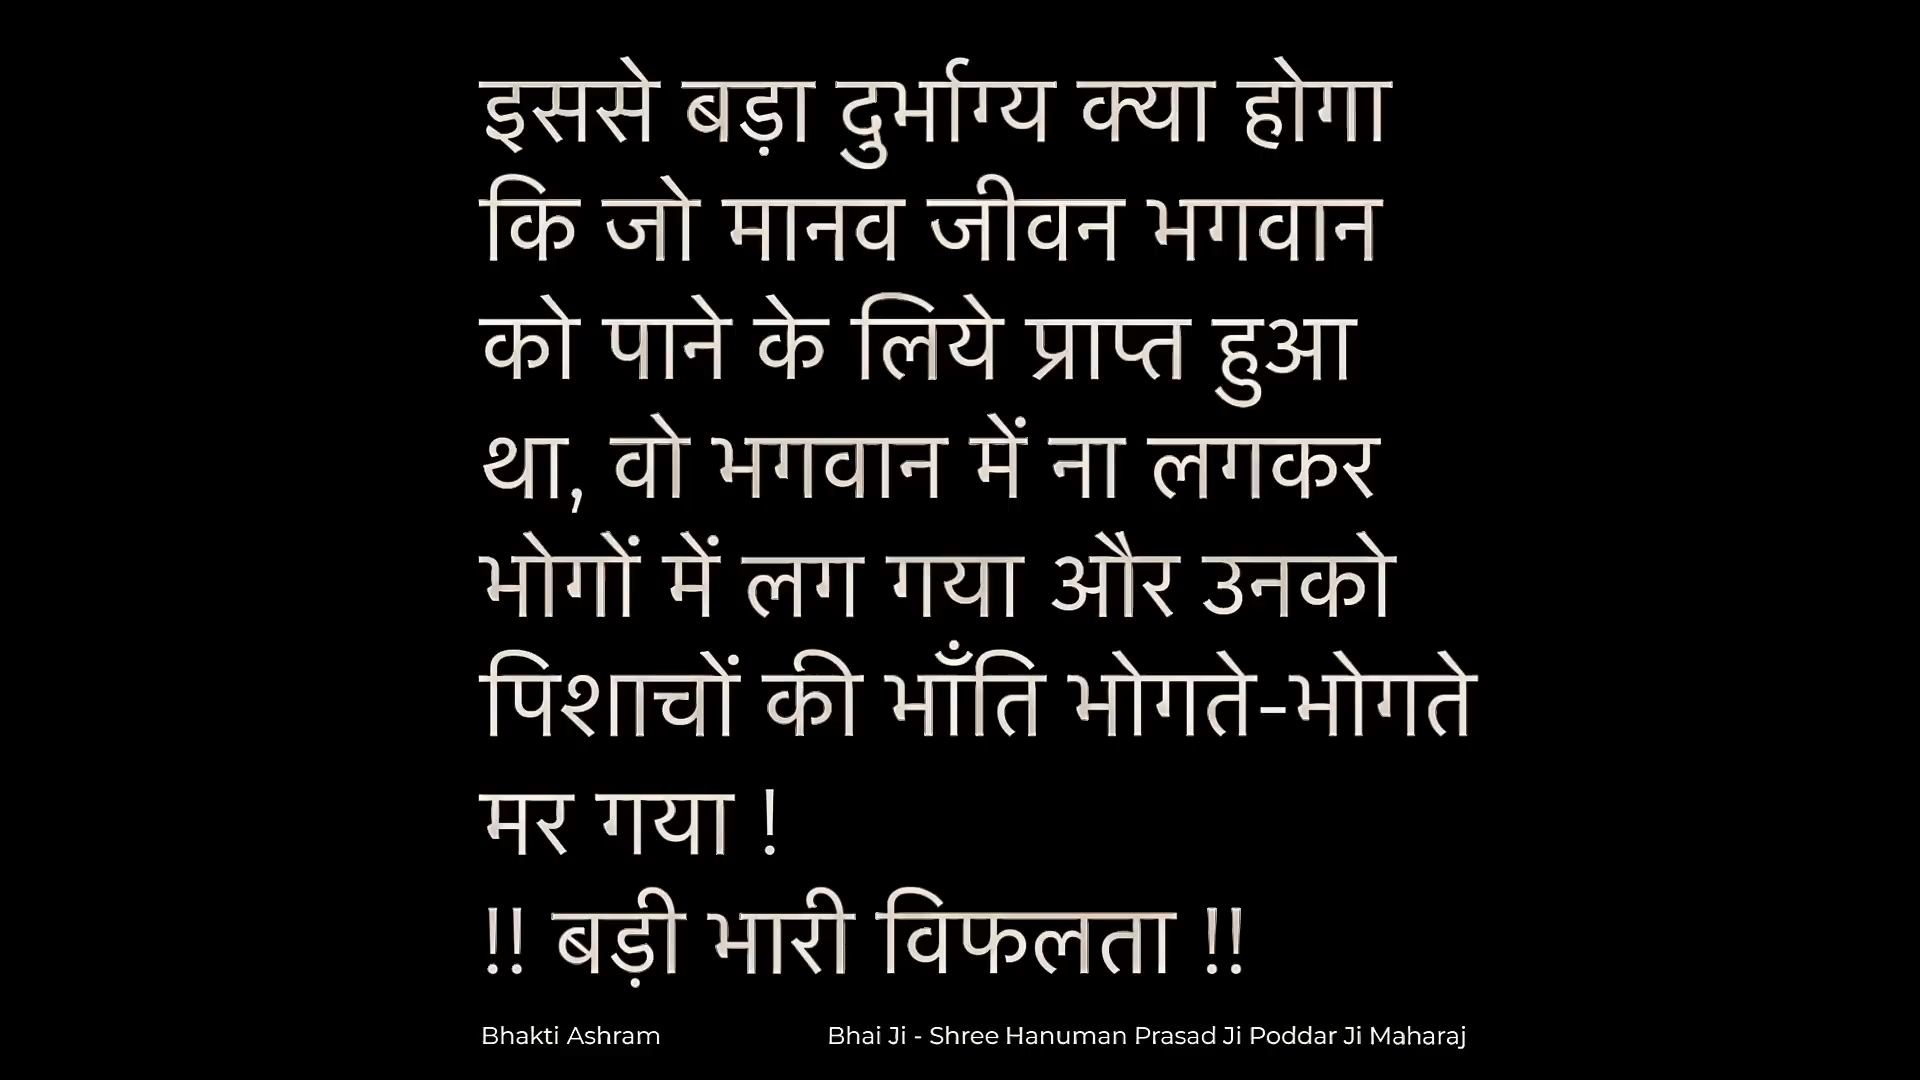 इससे बड़ा दुर्भाग्य क्या होगा
कि जो मानव जीवन भगवान
को पाने के लिये प्राप्त हुआ
था, वो भगवान में ना लगकर
भोगों में लग गया और उनको
पिशाचों की भाँति भोगते-भोगते
मर गया !
!! बड़ी भारी विफलता !!
Bhakti Ashram Bhai Ji - Shree Hanuman Prasad Ji Poddar Ji Maharaj